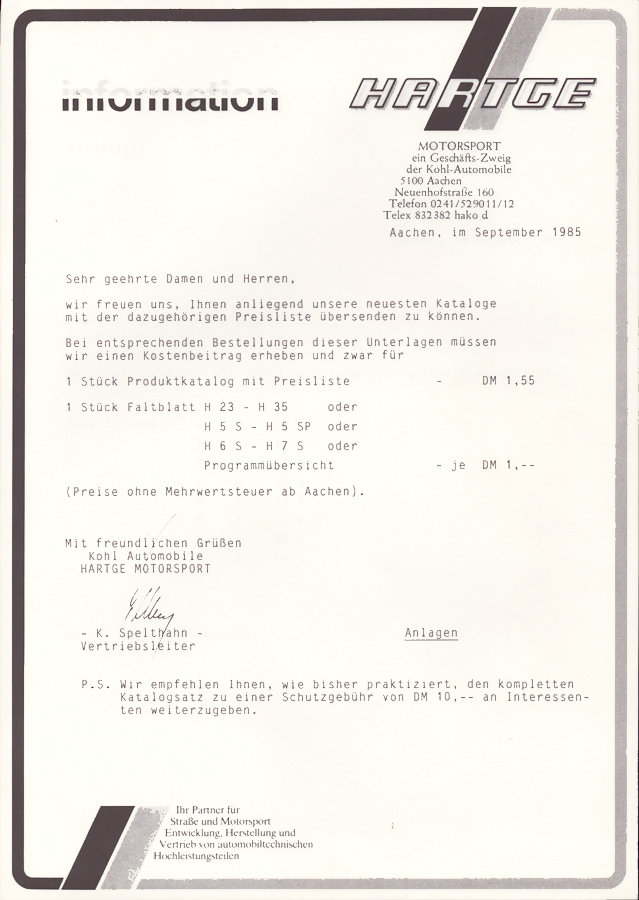 information
HARTGE
MOTORSPORT
ein Geschäfts-Zweig
der Kohl-Automobile
5100 Aachen
Neuenhofstraße 160
Telefon 0241/529011/12
Telex 832382 hako d
Aachen, im September 1985
Sehr geehrte Damen und Herren,
wir freuen uns, Ihnen anliegend unsere neuesten Kataloge
mit der dazugehörigen Preisliste übersenden zu können.
Bei entsprechenden Bestellungen dieser Unterlagen müssen
wir einen Kostenbeitrag erheben und zwar für
1 Stück Produktkatalog mit Preisliste - DM 1,55
1 Stück Faltblatt H 23 - H 35 oder
H 5 S - H 5 SP oder
H 6 S - H 7 S oder
Programmübersicht - je DM 1,--
(Preise ohne Mehrwertsteuer ab Aachen).
Mit freundlichen Grüßen
Kohl Automobile
HARTGE MOTORSPORT
- K. Spelthahn - Anlagen
Vertriebsleiter
P.S. Wir empfehlen Ihnen, wie bisher praktiziert, den kompletten
Katalogsatz zu einer Schutzgebühr von DM 10,-- an Interessen-
ten weiterzugeben.
Ihr Partner für
Straße und Motorsport
Entwicklung, Herstellung und
Vertrieb von automobiltechnischen
Hochleistungsteilen